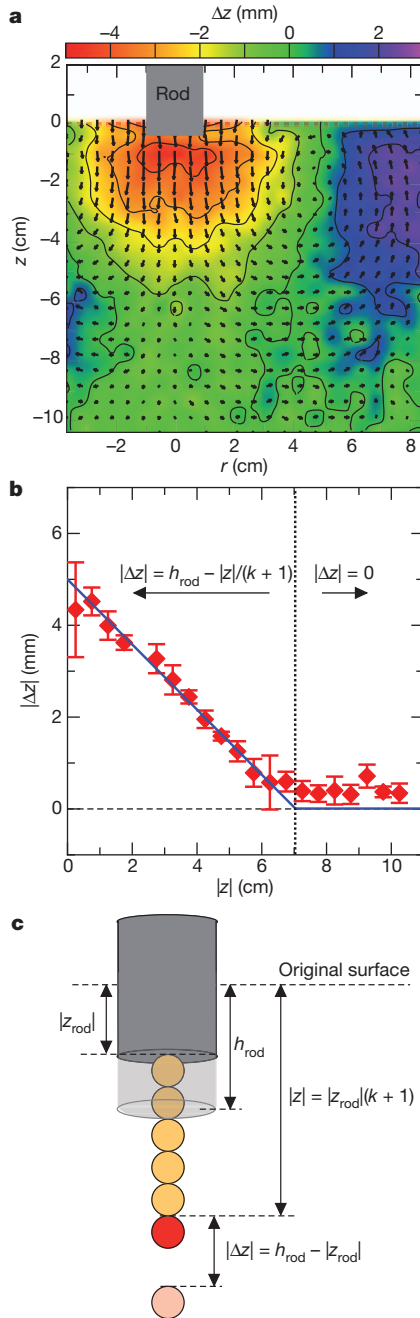 a
Δz (mm)
−4 −2 0 2
2
0
−2
−4
−6
−8
−10
z (cm)
Rod
−2 0 2 4 6 8
r (cm)
b
6
4
2
0
|Δz| (mm)
|Δz| = h_rod − |z|/(k + 1)
|Δz| = 0
0 2 4 6 8 10
|z| (cm)
c
Original surface
|z_rod|
h_rod
|z| = |z_rod|(k + 1)
|Δz| = h_rod − |z_rod|